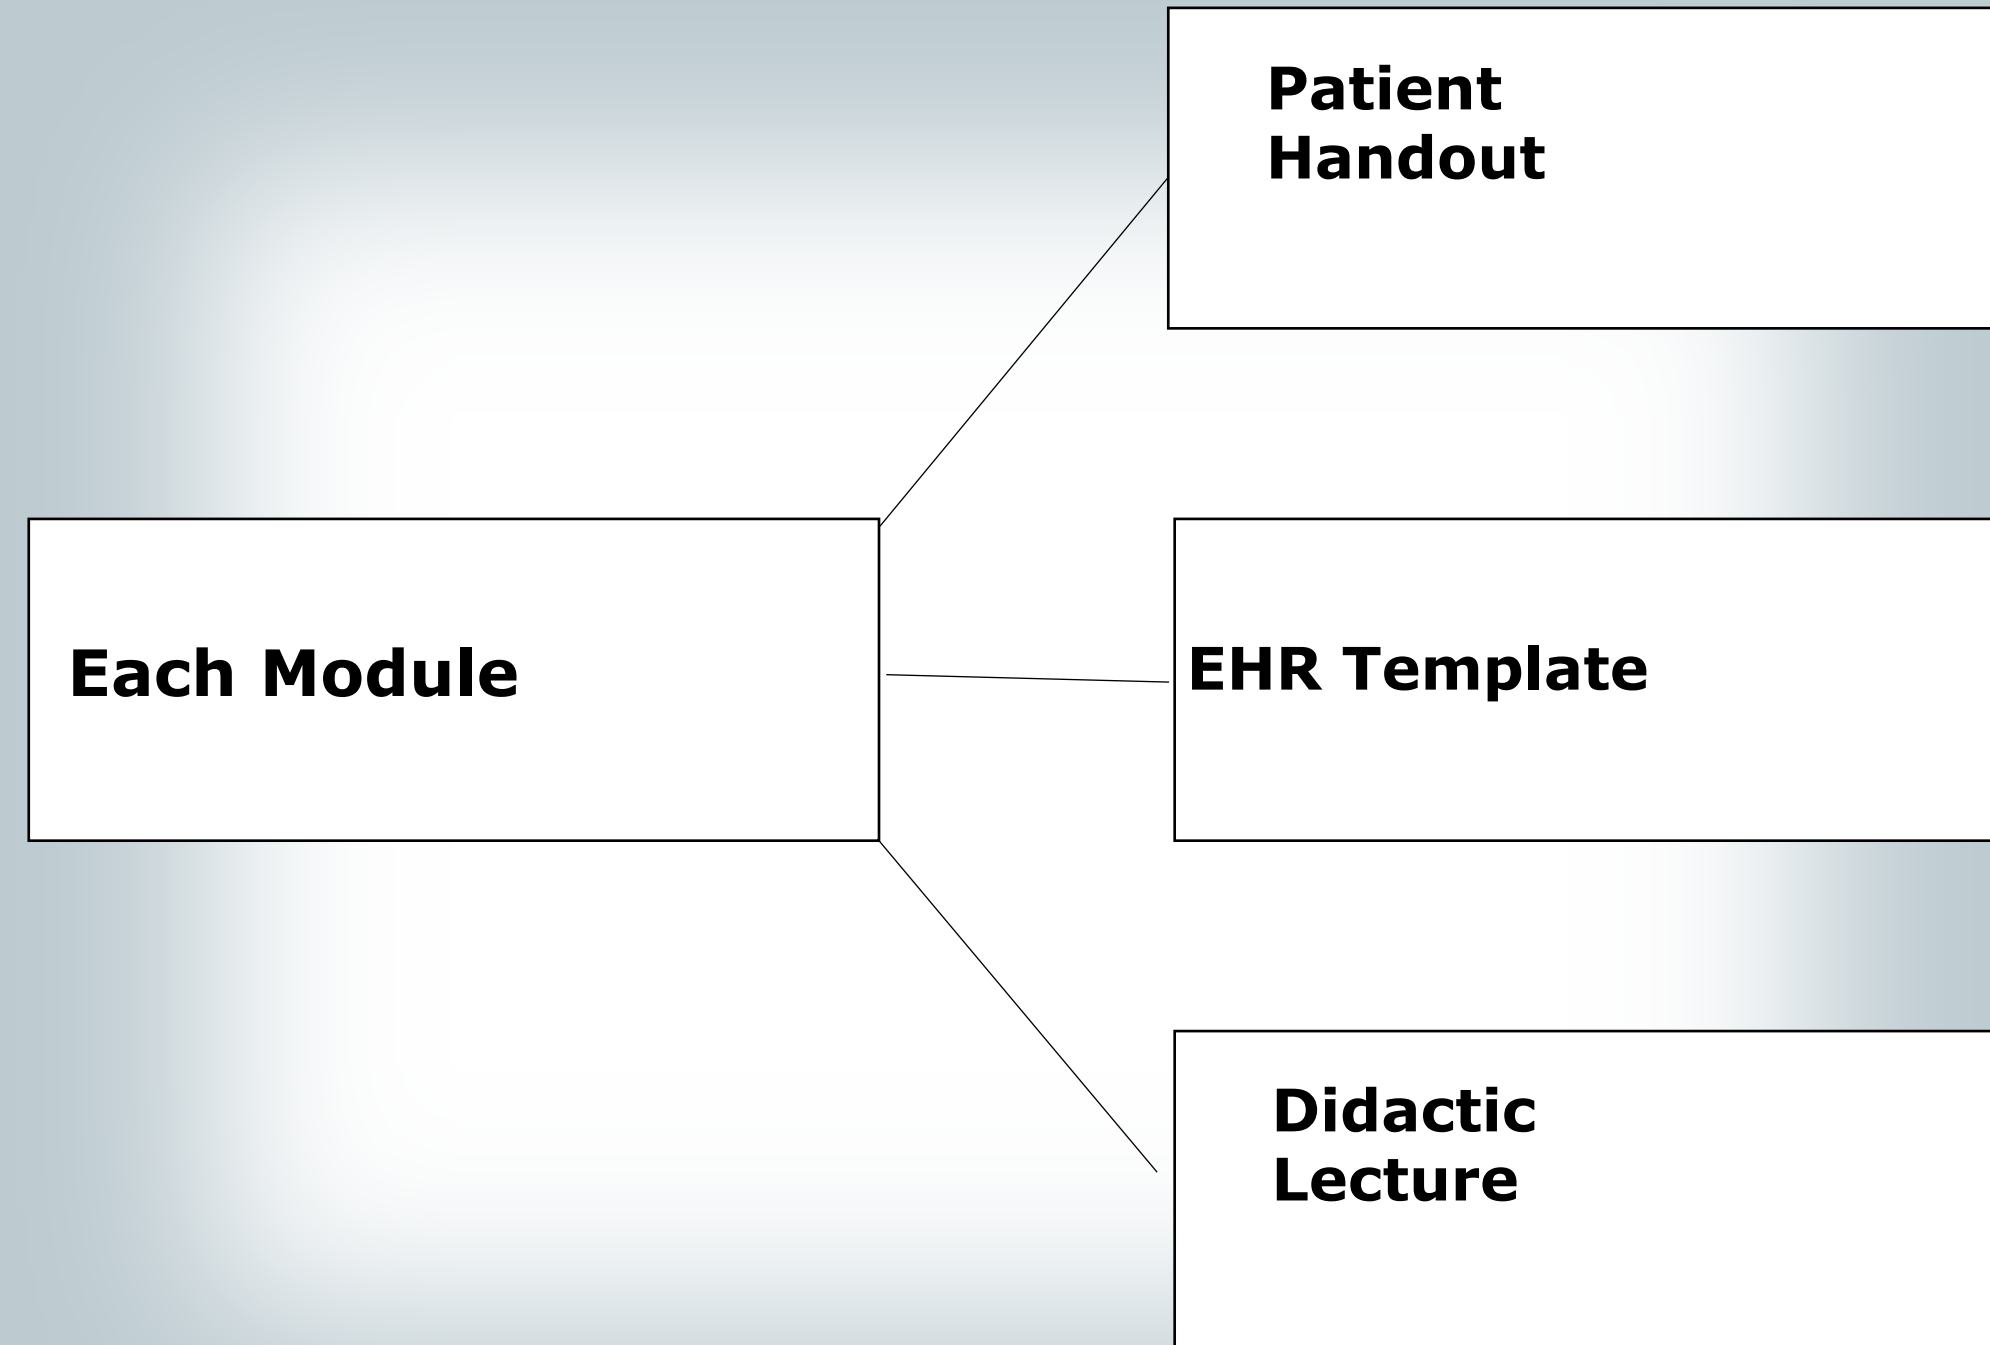 Patient
Handout
Each Module
EHR Template
Didactic
Lecture